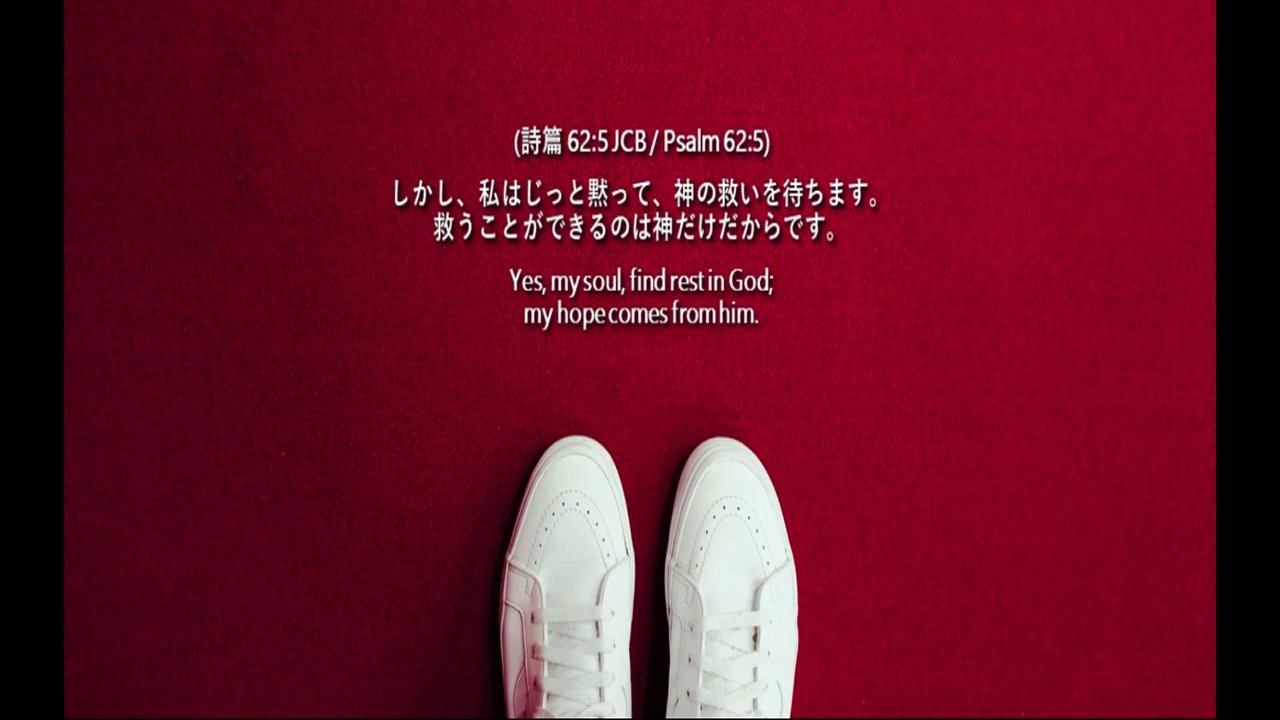 (詩篇 62:5 JCB / Psalm 62:5)
しかし、私はじっと黙って、神の救いを待ちます。
救うことができるのは神だけだからです。
Yes, my soul, find rest in God;
my hope comes from him.